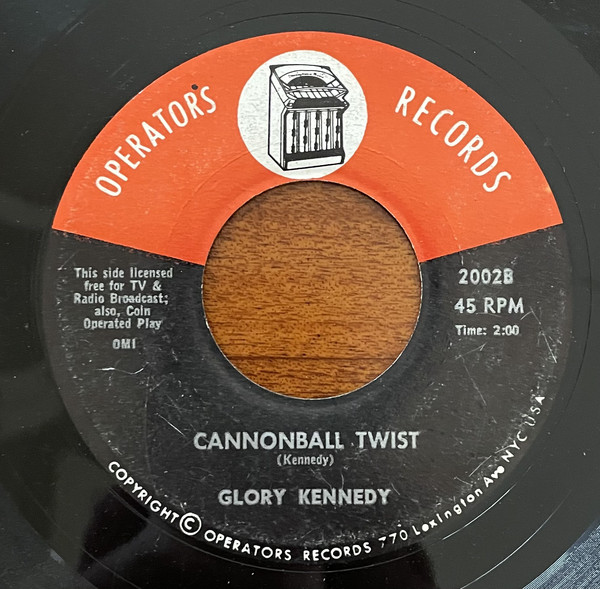 OPERATOR'S RECORDS
This side licensed
free for TV &
Radio Broadcast;
also, Coin
Operated Play
OMI
2002B
45 RPM
Time: 2:00
CANNONBALL TWIST
(Kennedy)
GLORY KENNEDY
COPYRIGHT © OPERATORS RECORDS 770 Lexington Ave NYC USA